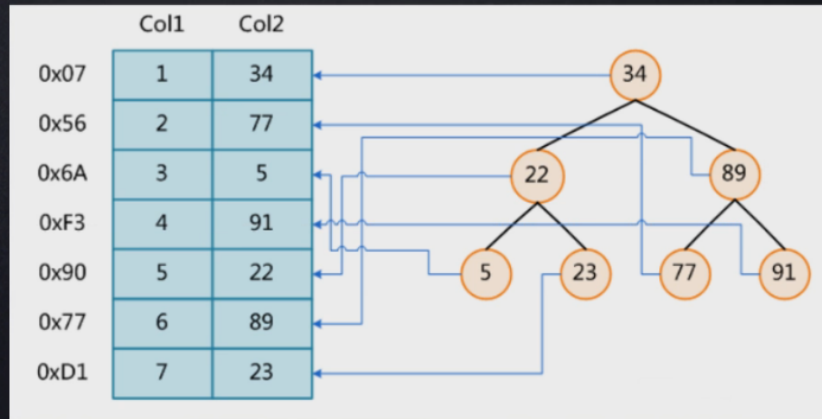 Col1 Col2
0x07 1 34
0x56 2 77
0x6A 3 5
0xF3 4 91
0x90 5 22
0x77 6 89
0xD1 7 23
34
22 89
5 23 77 91